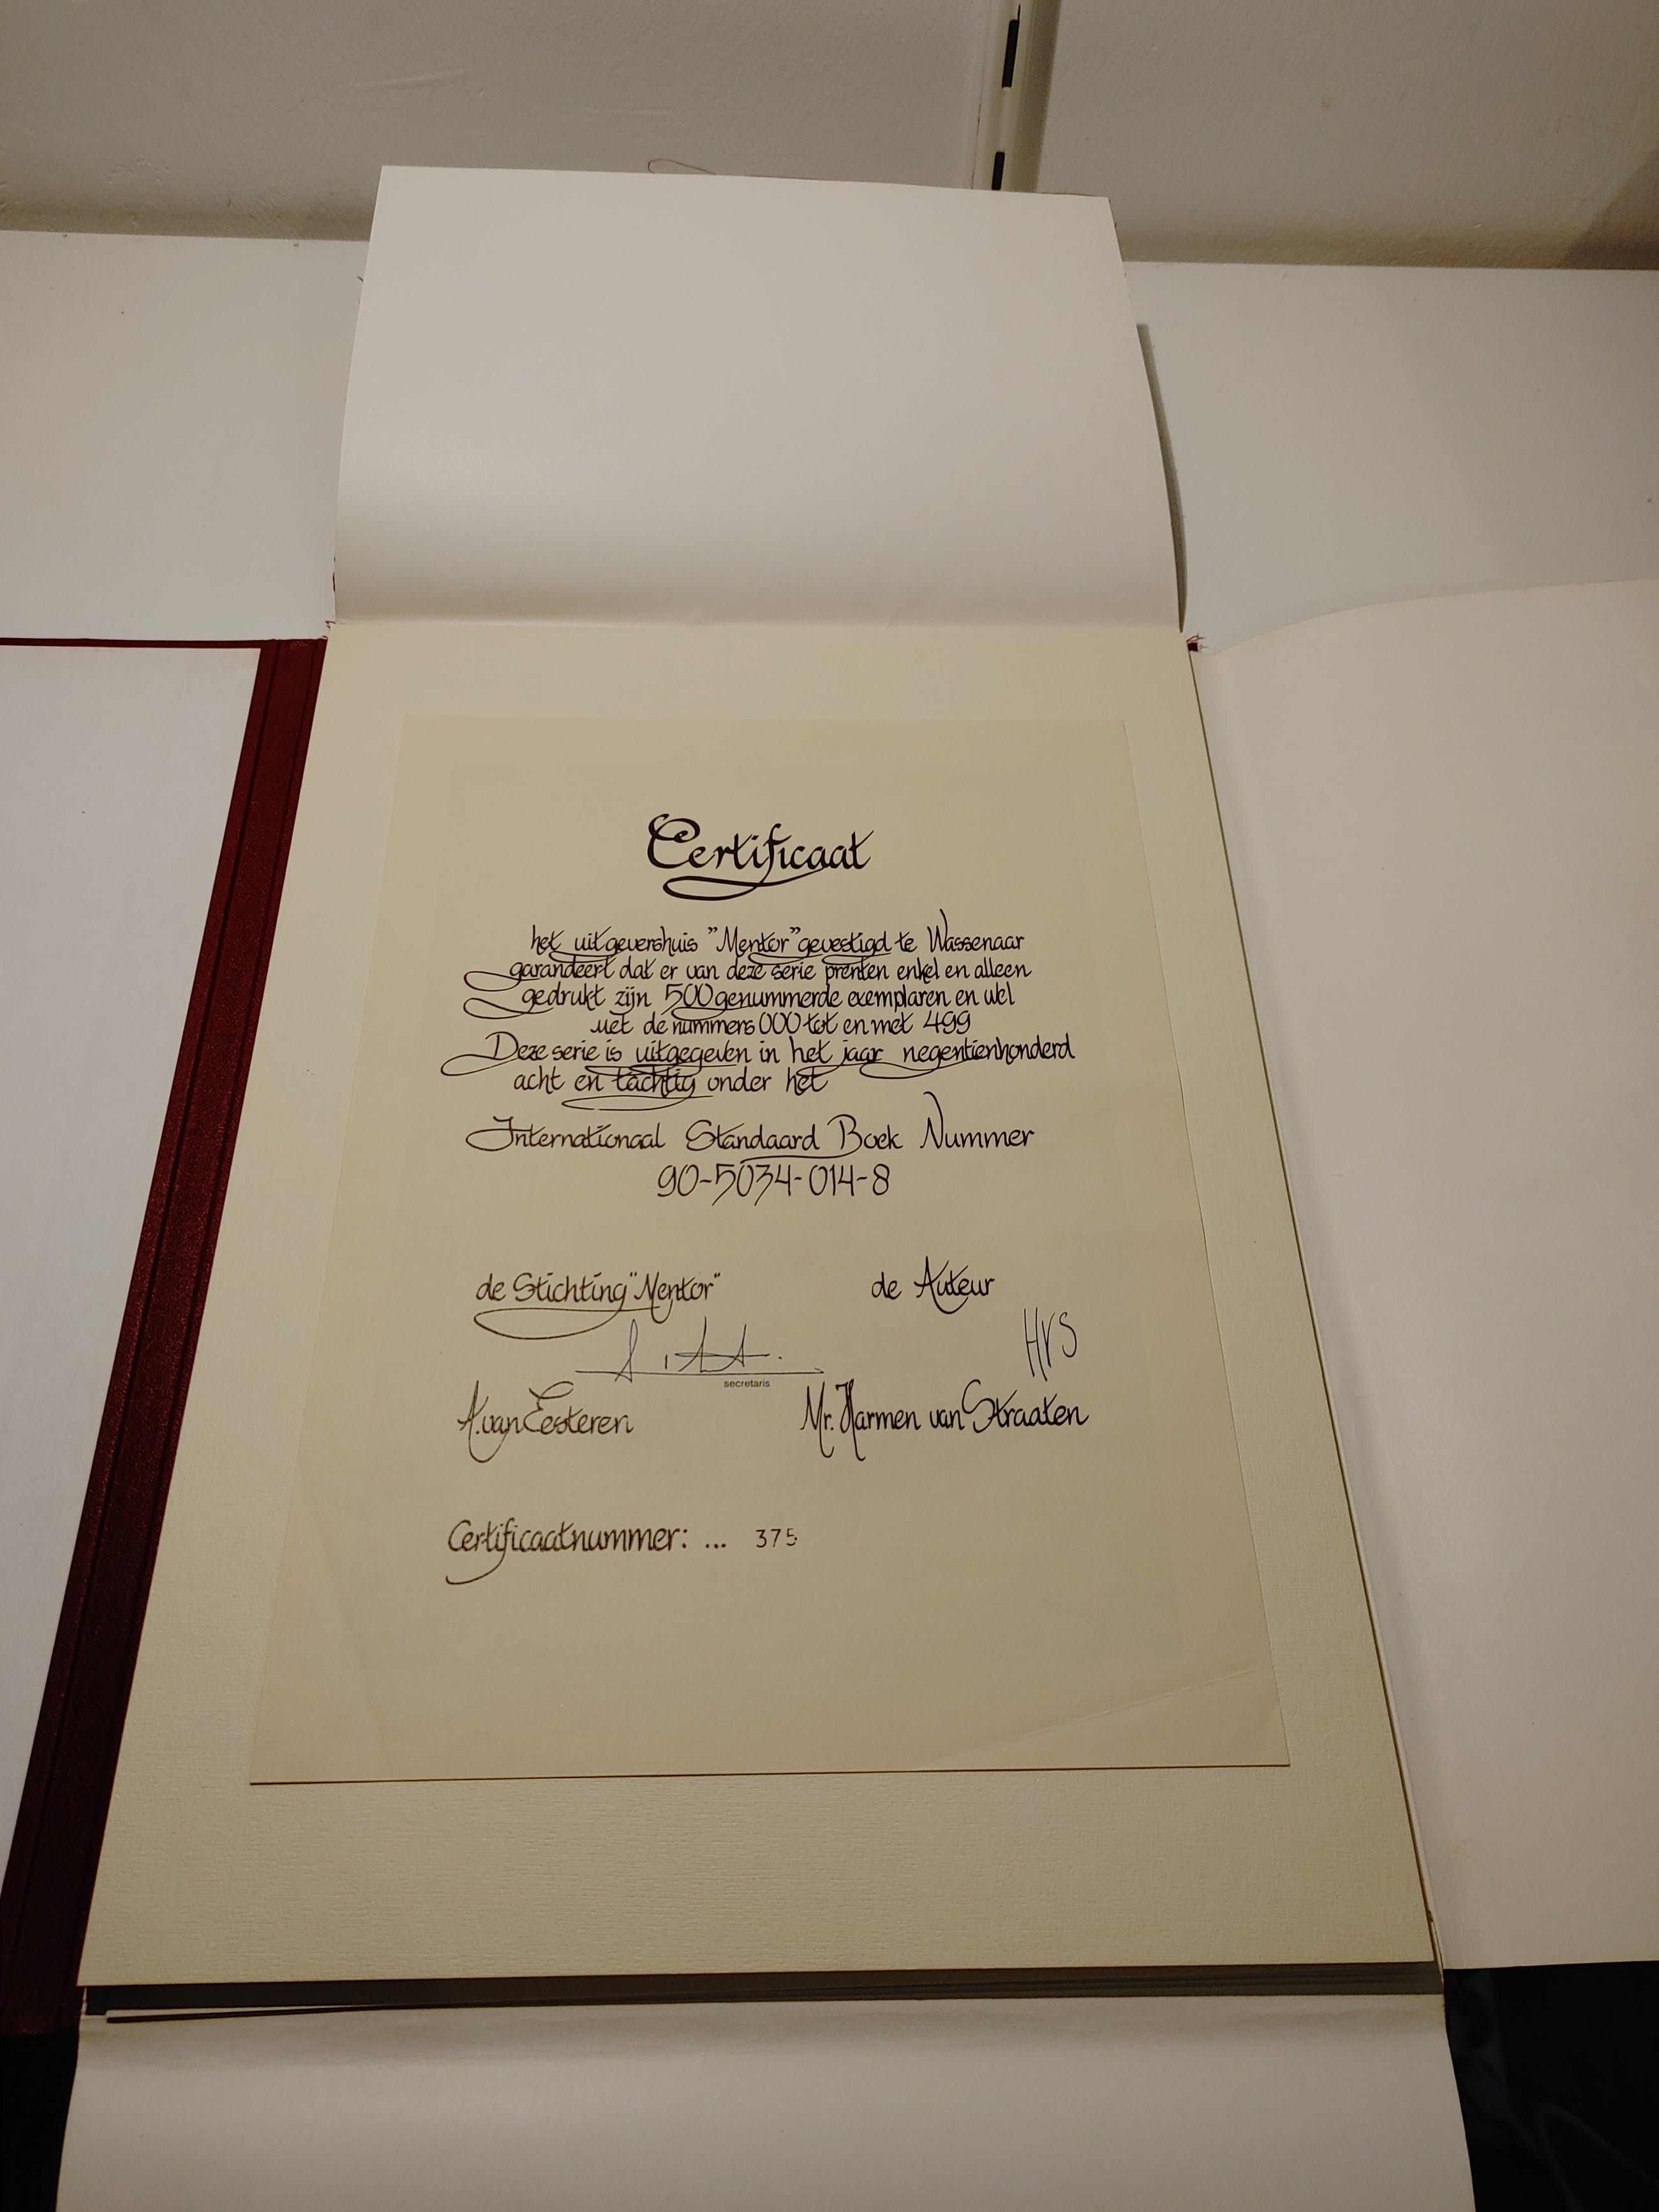 Certificaat
het uitgevershuis "Mentor" gevestigd te Wassenaar
garandeert dat er van deze serie prenten enkel en alleen
gedrukt zijn 500 genummerde exemplaren en wel
met de nummers 000 tot en met 499
Deze serie is uitgegeven in het jaar negentienhonderd
acht en tachtig onder het
Internationaal Standaard Boek Nummer
90-5034-014-8
de Stichting "Mentor" de Auteur
HvS
secretaris
A. van Eesteren Mr. Harmen van Straaten
Certificaatnummer: ... 375